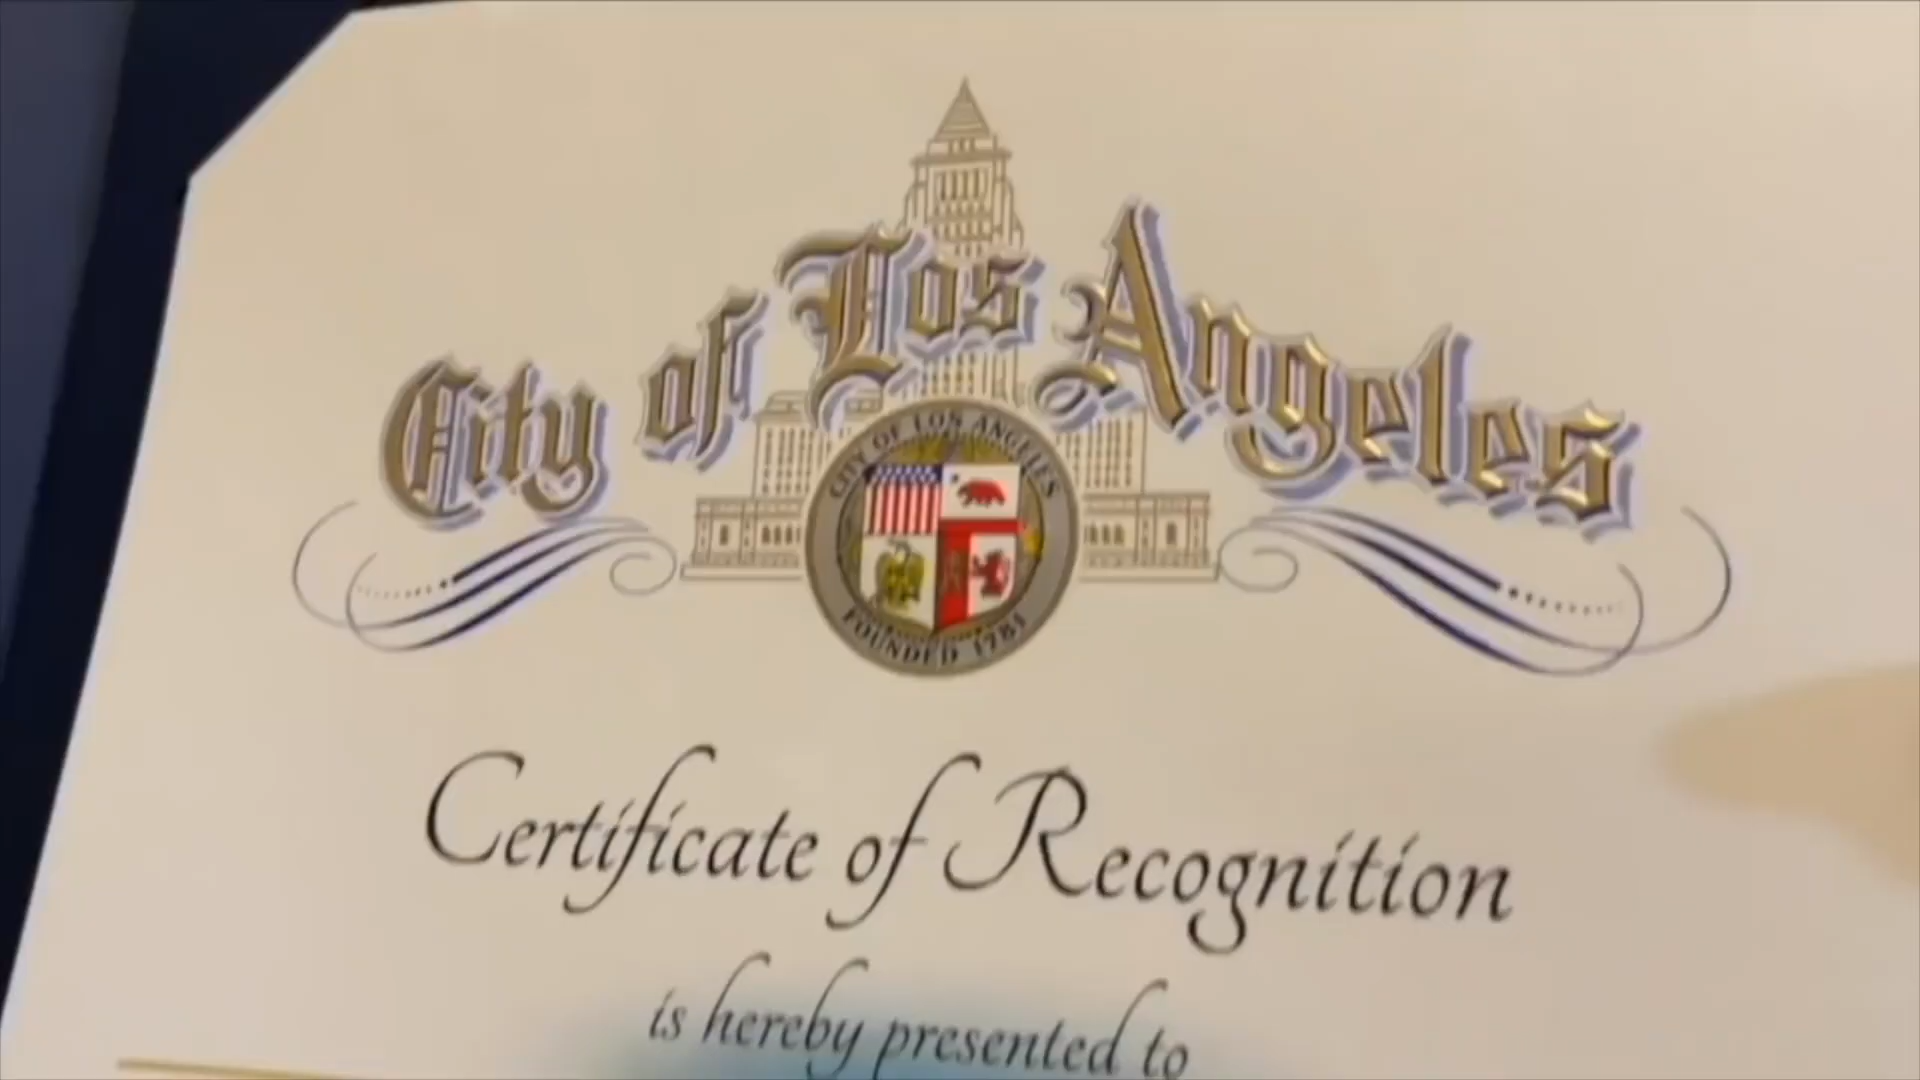 City of Los Angeles
CITY OF LOS ANGELES
FOUNDED 1781
Certificate of Recognition
is hereby presented to